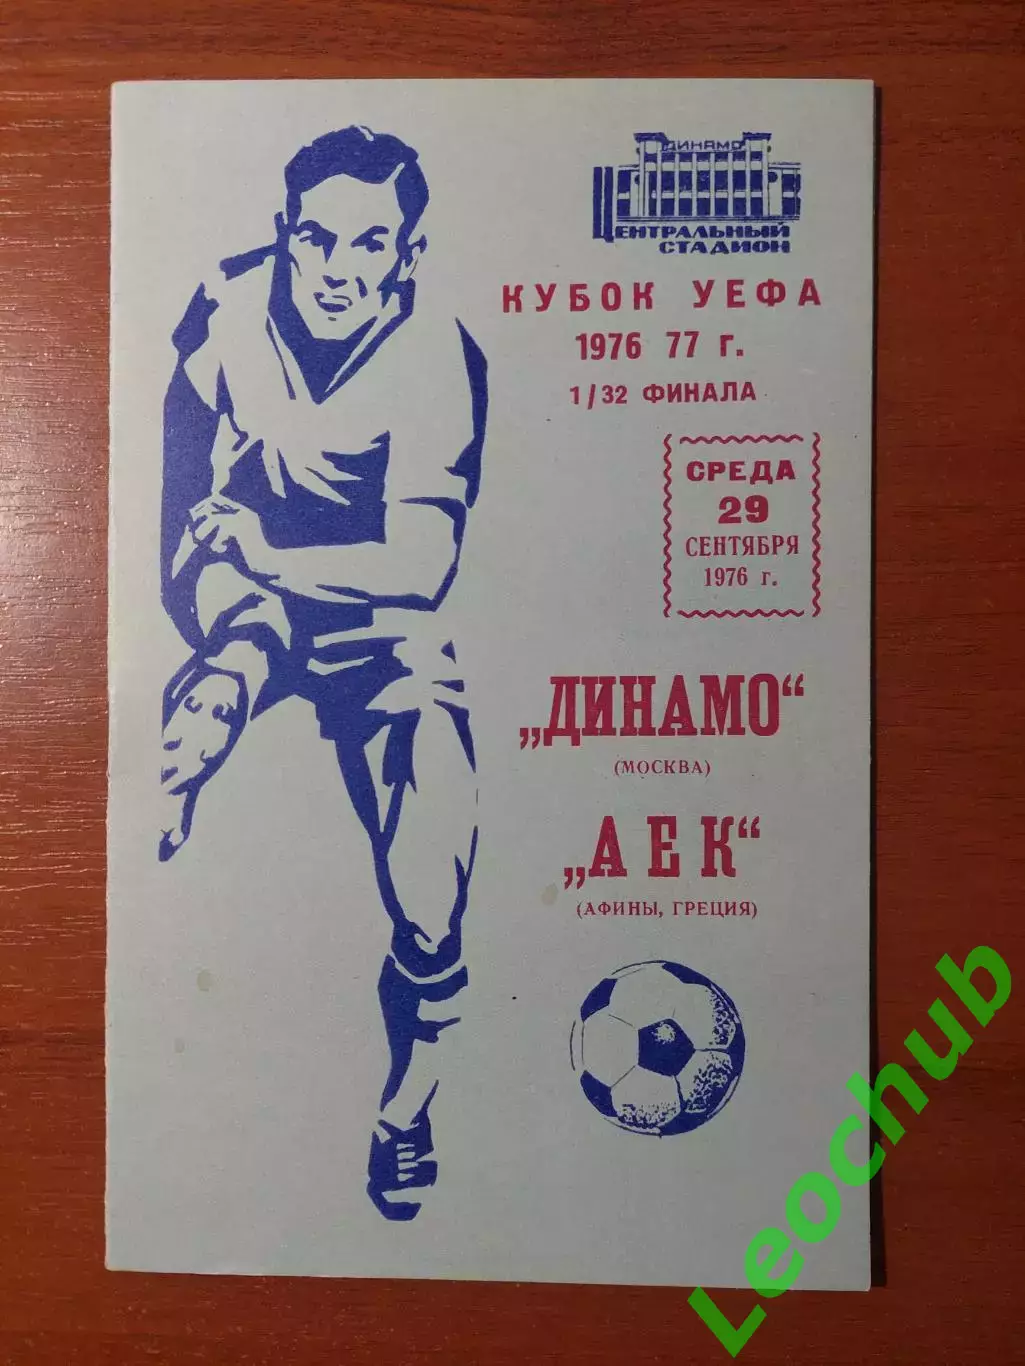 ДИНАМО
ЦЕНТРАЛЬНЫЙ
СТАДИОН
КУБОК УЕФА
1976 77 г.
1/32 ФИНАЛА
СРЕДА
29
СЕНТЯБРЯ
1976 г.
„ДИНАМО“
(МОСКВА)
„АЕК“
(АФИНЫ, ГРЕЦИЯ)
Leochub